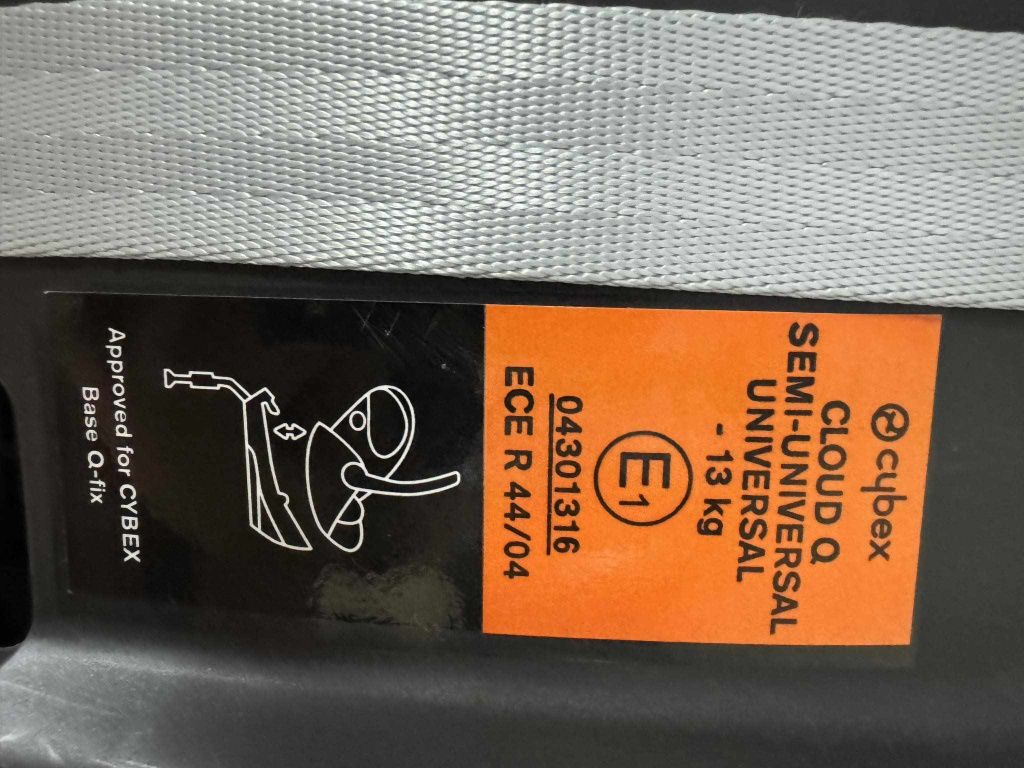 cybex
CLOUD Q
SEMI-UNIVERSAL
UNIVERSAL
- 13 kg
E1
04301316
ECE R 44/04
Approved for CYBEX
Base Q-fix